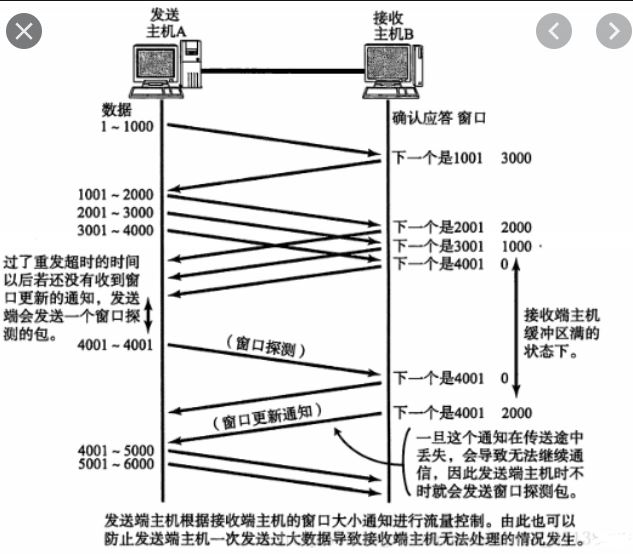 发送
主机A
接收
主机B
数据
确认应答 窗口
1～1000
下一个是1001 3000
1001～2000
2001～3000
3001～4000
下一个是2001 2000
下一个是3001 1000
下一个是4001 0
过了重发超时的时间
以后若还没有收到窗
口更新的通知，发送
端会发送一个窗口探
测的包。
接收端主机
缓冲区满的
状态下。
4001～4001
（窗口探测）
下一个是4001 0
下一个是4001 2000
（窗口更新通知）
4001～5000
5001～6000
一旦这个通知在传送途中
丢失，会导致无法继续通
信，因此发送端主机时不
时就会发送窗口探测包。
发送端主机根据接收端主机的窗口大小通知进行流量控制。由此也可以
防止发送端主机一次发送过大数据导致接收端主机无法处理的情况发生。